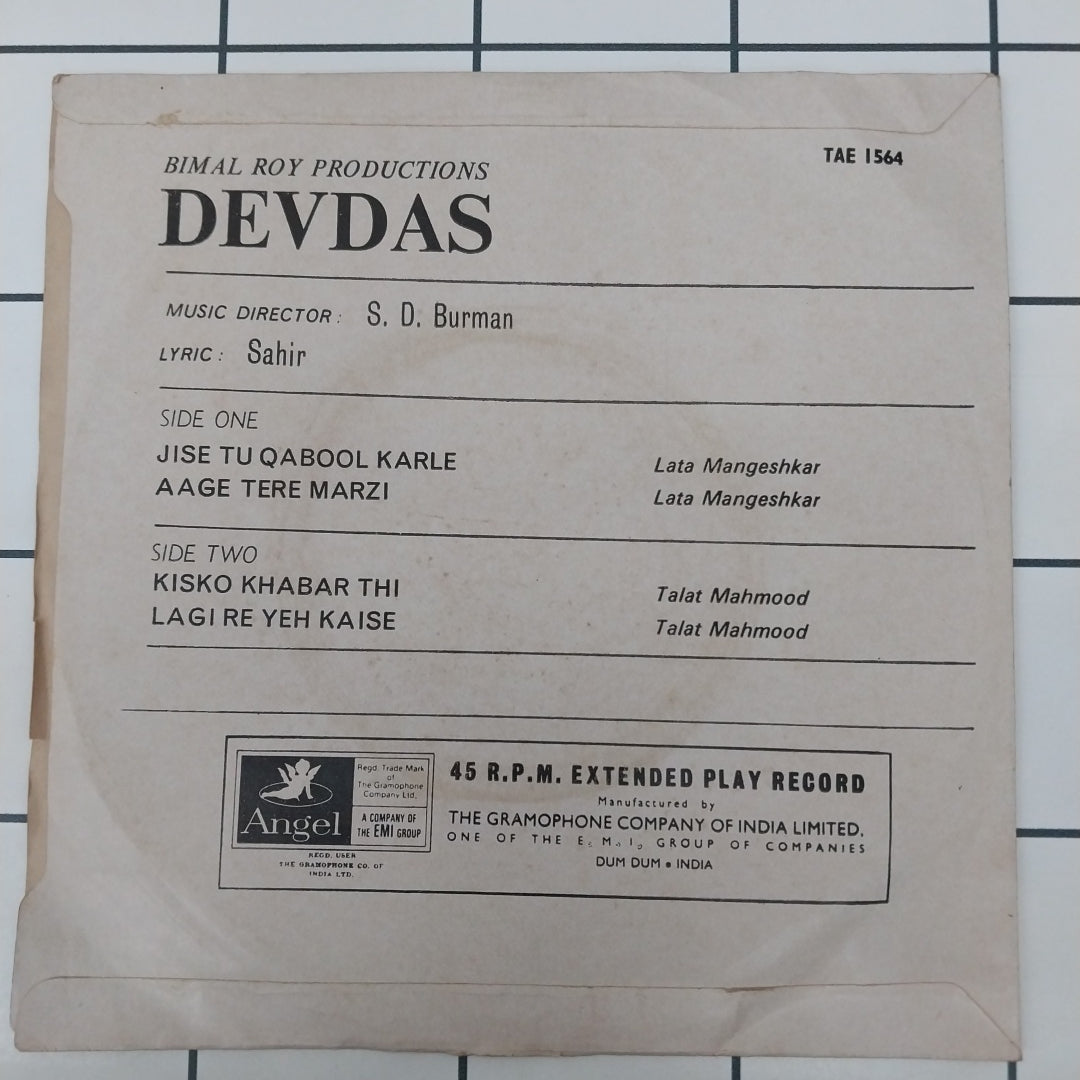 BIMAL ROY PRODUCTIONS
TAE 1564
DEVDAS
MUSIC DIRECTOR: S. D. Burman
LYRIC: Sahir
SIDE ONE
JISE TU QABOOL KARLE Lata Mangeshkar
AAGE TERE MARZI Lata Mangeshkar
SIDE TWO
KISKO KHABAR THI Talat Mahmood
LAGI RE YEH KAISE Talat Mahmood
Angel
Regd. Trade Mark
of
The Gramophone
Company Ltd.
A COMPANY OF
THE EMI GROUP
REGD. USER
THE GRAMOPHONE CO. OF
INDIA LTD.
45 R.P.M. EXTENDED PLAY RECORD
Manufactured by
THE GRAMOPHONE COMPANY OF INDIA LIMITED,
ONE OF THE E.M.I. GROUP OF COMPANIES
DUM DUM • INDIA